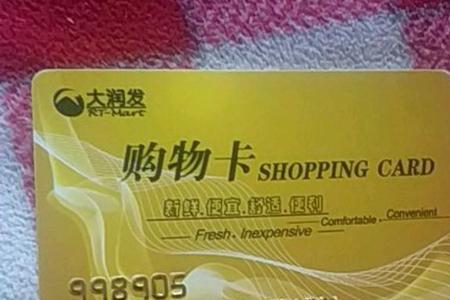 大润发
RT-Mart
购物卡 SHOPPING CARD
新鲜.便宜.舒适.便利
Fresh. Inexpensive Comfortable. Convenient
998905